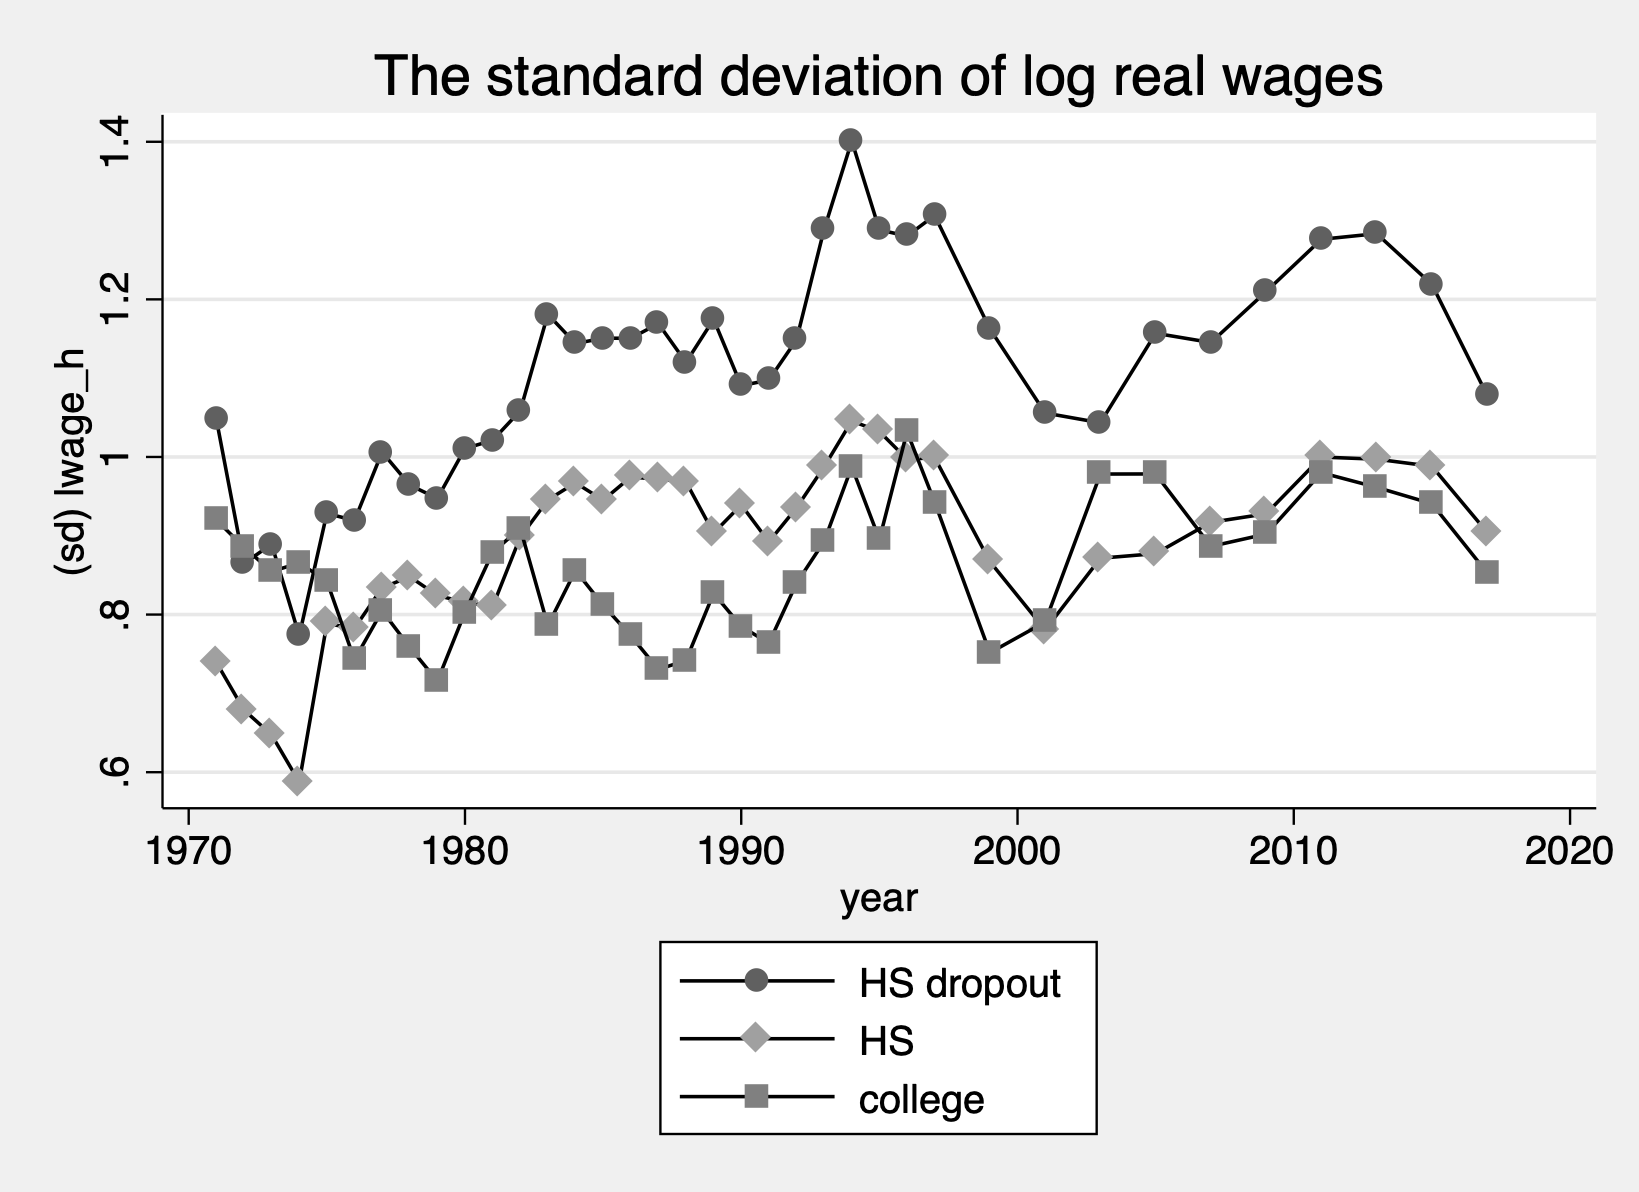 The standard deviation of log real wages
(sd) lwage_h
1.4
1.2
1
.8
.6
1970 1980 1990 2000 2010 2020
year
HS dropout
HS
college